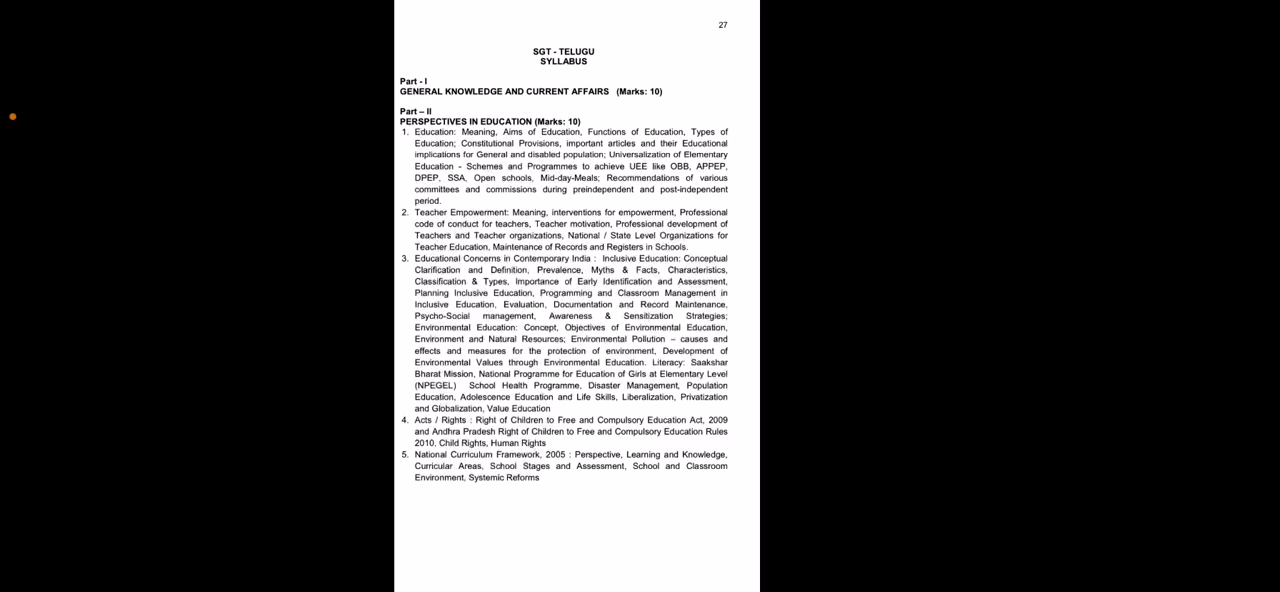 27
SGT - TELUGU
SYLLABUS
Part - I
GENERAL KNOWLEDGE AND CURRENT AFFAIRS (Marks: 10)
Part – II
PERSPECTIVES IN EDUCATION (Marks: 10)
1. Education: Meaning, Aims of Education, Functions of Education, Types of
Education; Constitutional Provisions, important articles and their Educational
implications for General and disabled population; Universalization of Elementary
Education - Schemes and Programmes to achieve UEE like OBB, APPEP,
DPEP, SSA, Open schools, Mid-day-Meals; Recommendations of various
committees and commissions during preindependent and post-independent
period.
2. Teacher Empowerment: Meaning, interventions for empowerment, Professional
code of conduct for teachers, Teacher motivation, Professional development of
Teachers and Teacher organizations, National / State Level Organizations for
Teacher Education, Maintenance of Records and Registers in Schools.
3. Educational Concerns in Contemporary India : Inclusive Education: Conceptual
Clarification and Definition, Prevalence, Myths & Facts, Characteristics,
Classification & Types, Importance of Early Identification and Assessment,
Planning Inclusive Education, Programming and Classroom Management in
Inclusive Education, Evaluation, Documentation and Record Maintenance,
Psycho-Social management, Awareness & Sensitization Strategies;
Environmental Education: Concept, Objectives of Environmental Education,
Environment and Natural Resources; Environmental Pollution – causes and
effects and measures for the protection of environment, Development of
Environmental Values through Environmental Education. Literacy: Saakshar
Bharat Mission, National Programme for Education of Girls at Elementary Level
(NPEGEL) School Health Programme, Disaster Management, Population
Education, Adolescence Education and Life Skills, Liberalization, Privatization
and Globalization, Value Education
4. Acts / Rights : Right of Children to Free and Compulsory Education Act, 2009
and Andhra Pradesh Right of Children to Free and Compulsory Education Rules
2010, Child Rights, Human Rights
5. National Curriculum Framework, 2005 : Perspective, Learning and Knowledge,
Curricular Areas, School Stages and Assessment, School and Classroom
Environment, Systemic Reforms